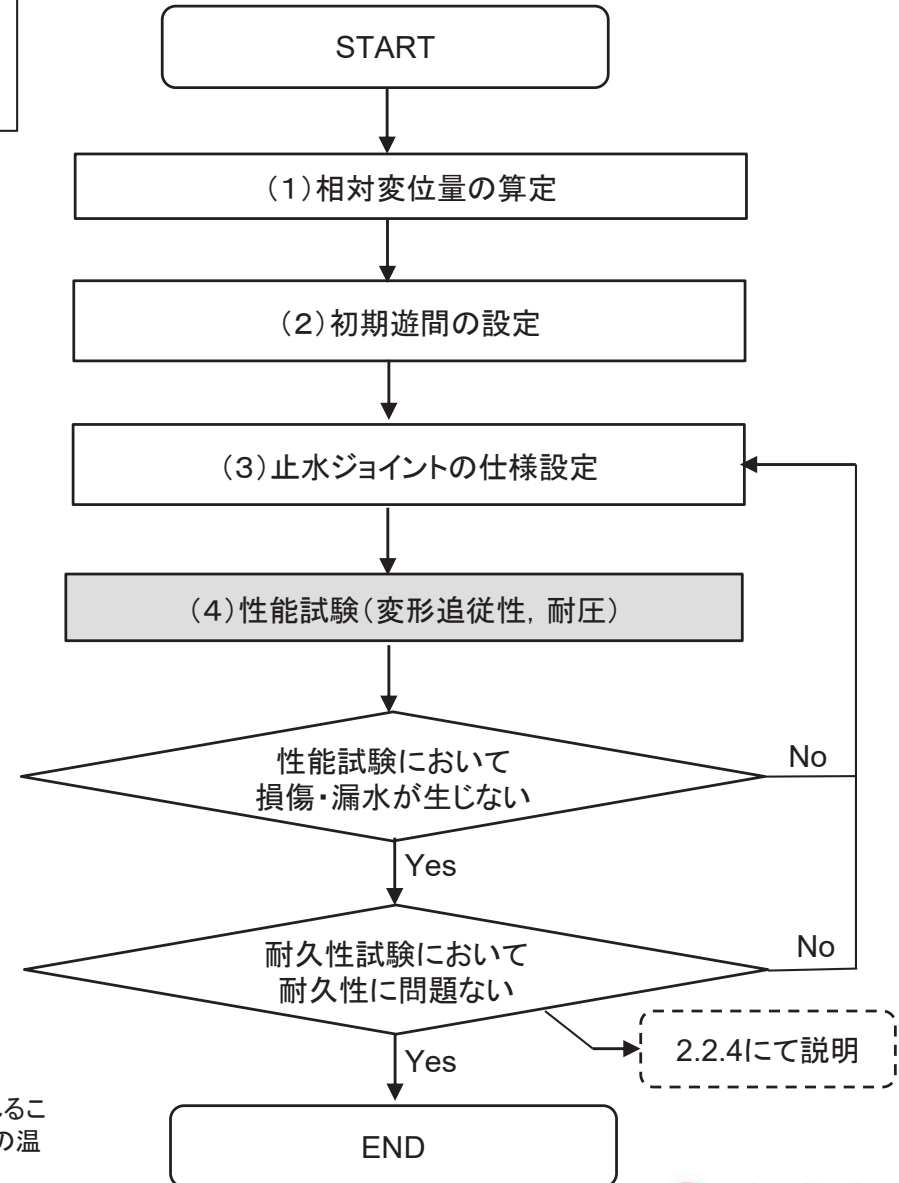 START
（１）相対変位量の算定
（２）初期遊間の設定
（３）止水ジョイントの仕様設定
（４）性能試験（変形追従性，耐圧）
性能試験において
損傷・漏水が生じない
No
Yes
耐久性試験において
耐久性に問題ない
No
2.2.4にて説明
Yes
るこ
の温
END